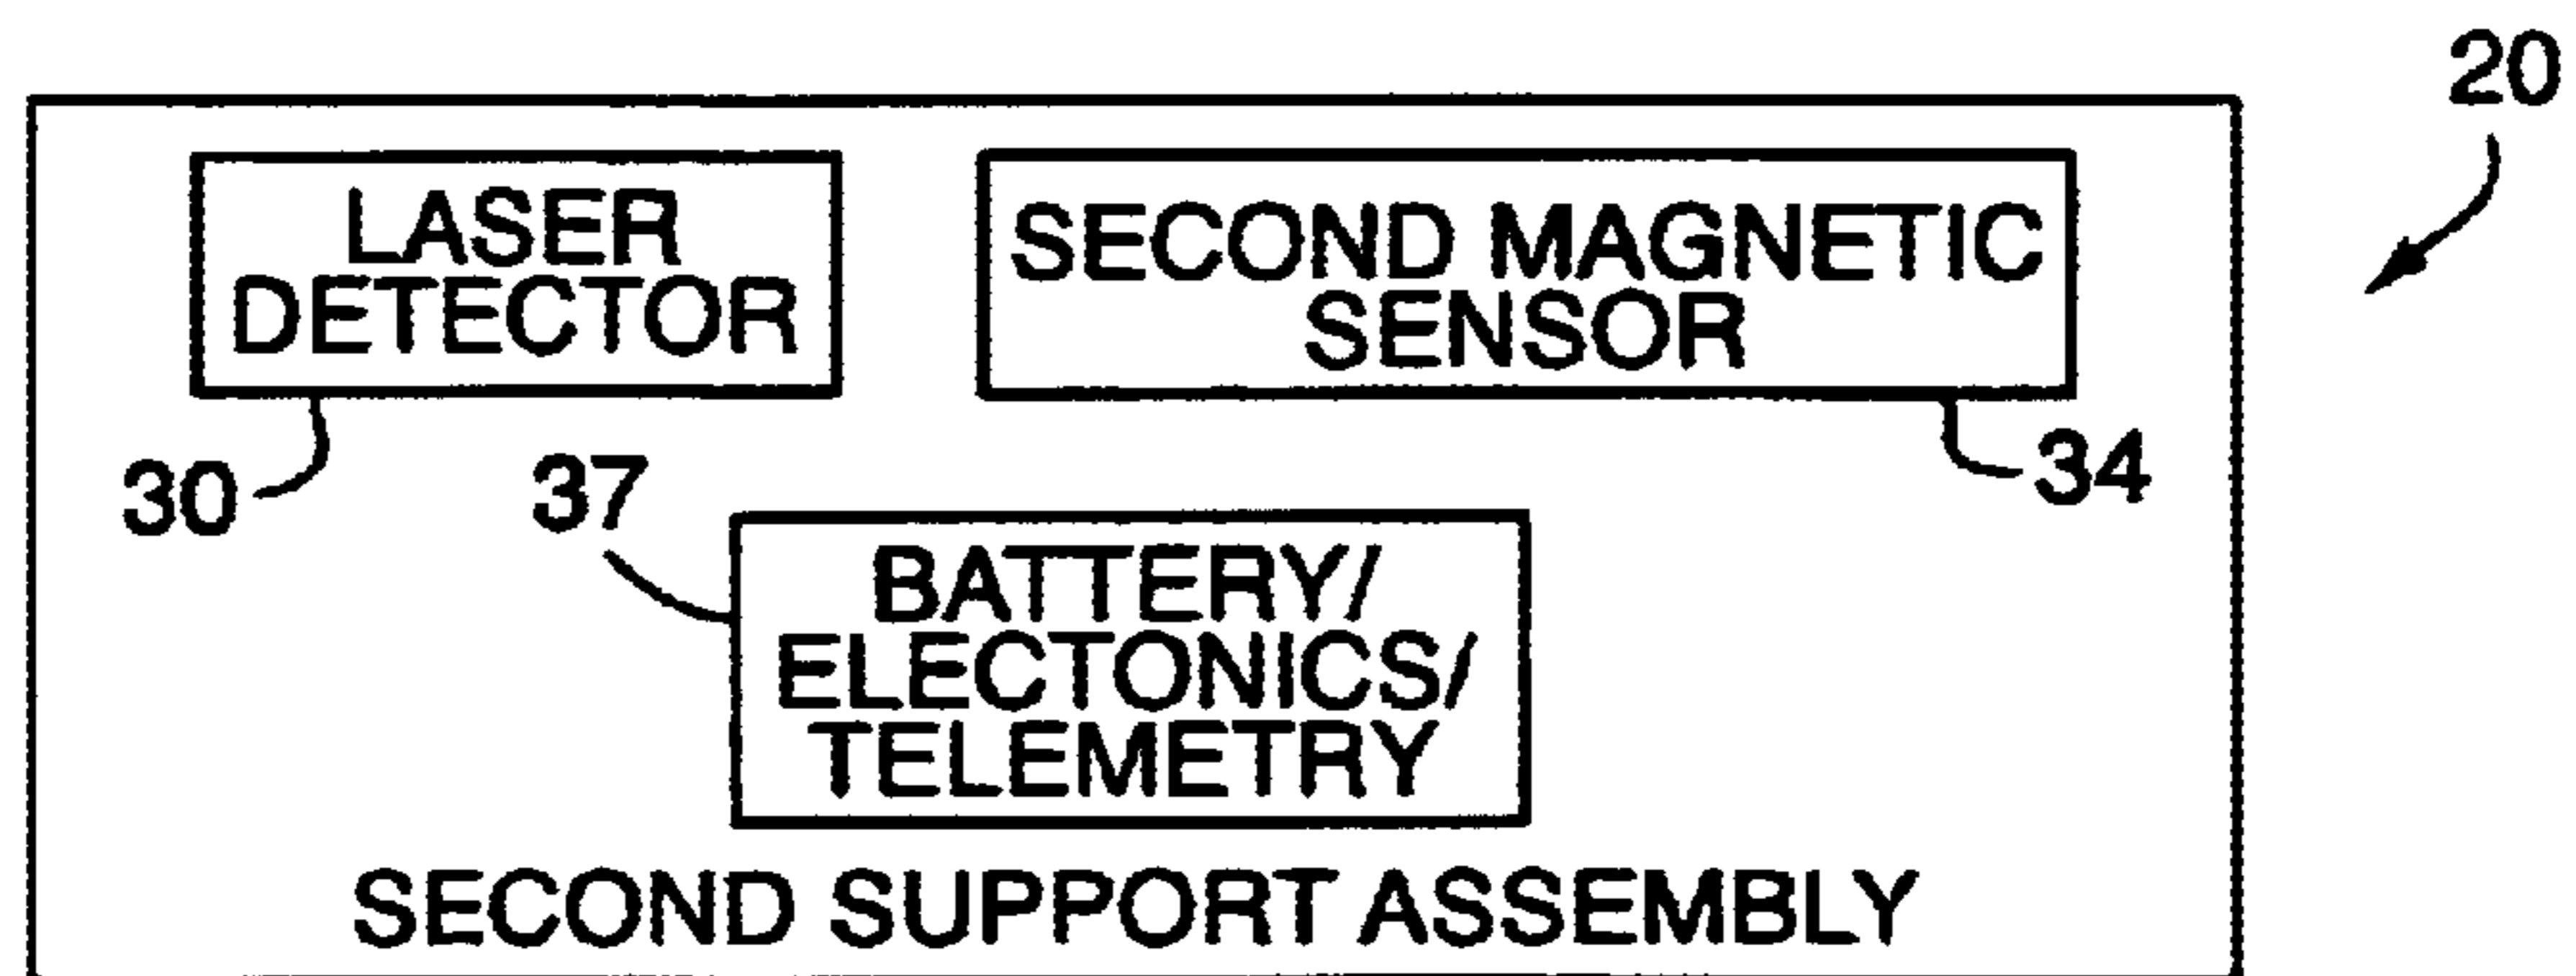 20
LASER
DETECTOR
SECOND MAGNETIC
SENSOR
30
37
34
BATTERY/
ELECTONICS/
TELEMETRY
SECOND SUPPORT ASSEMBLY